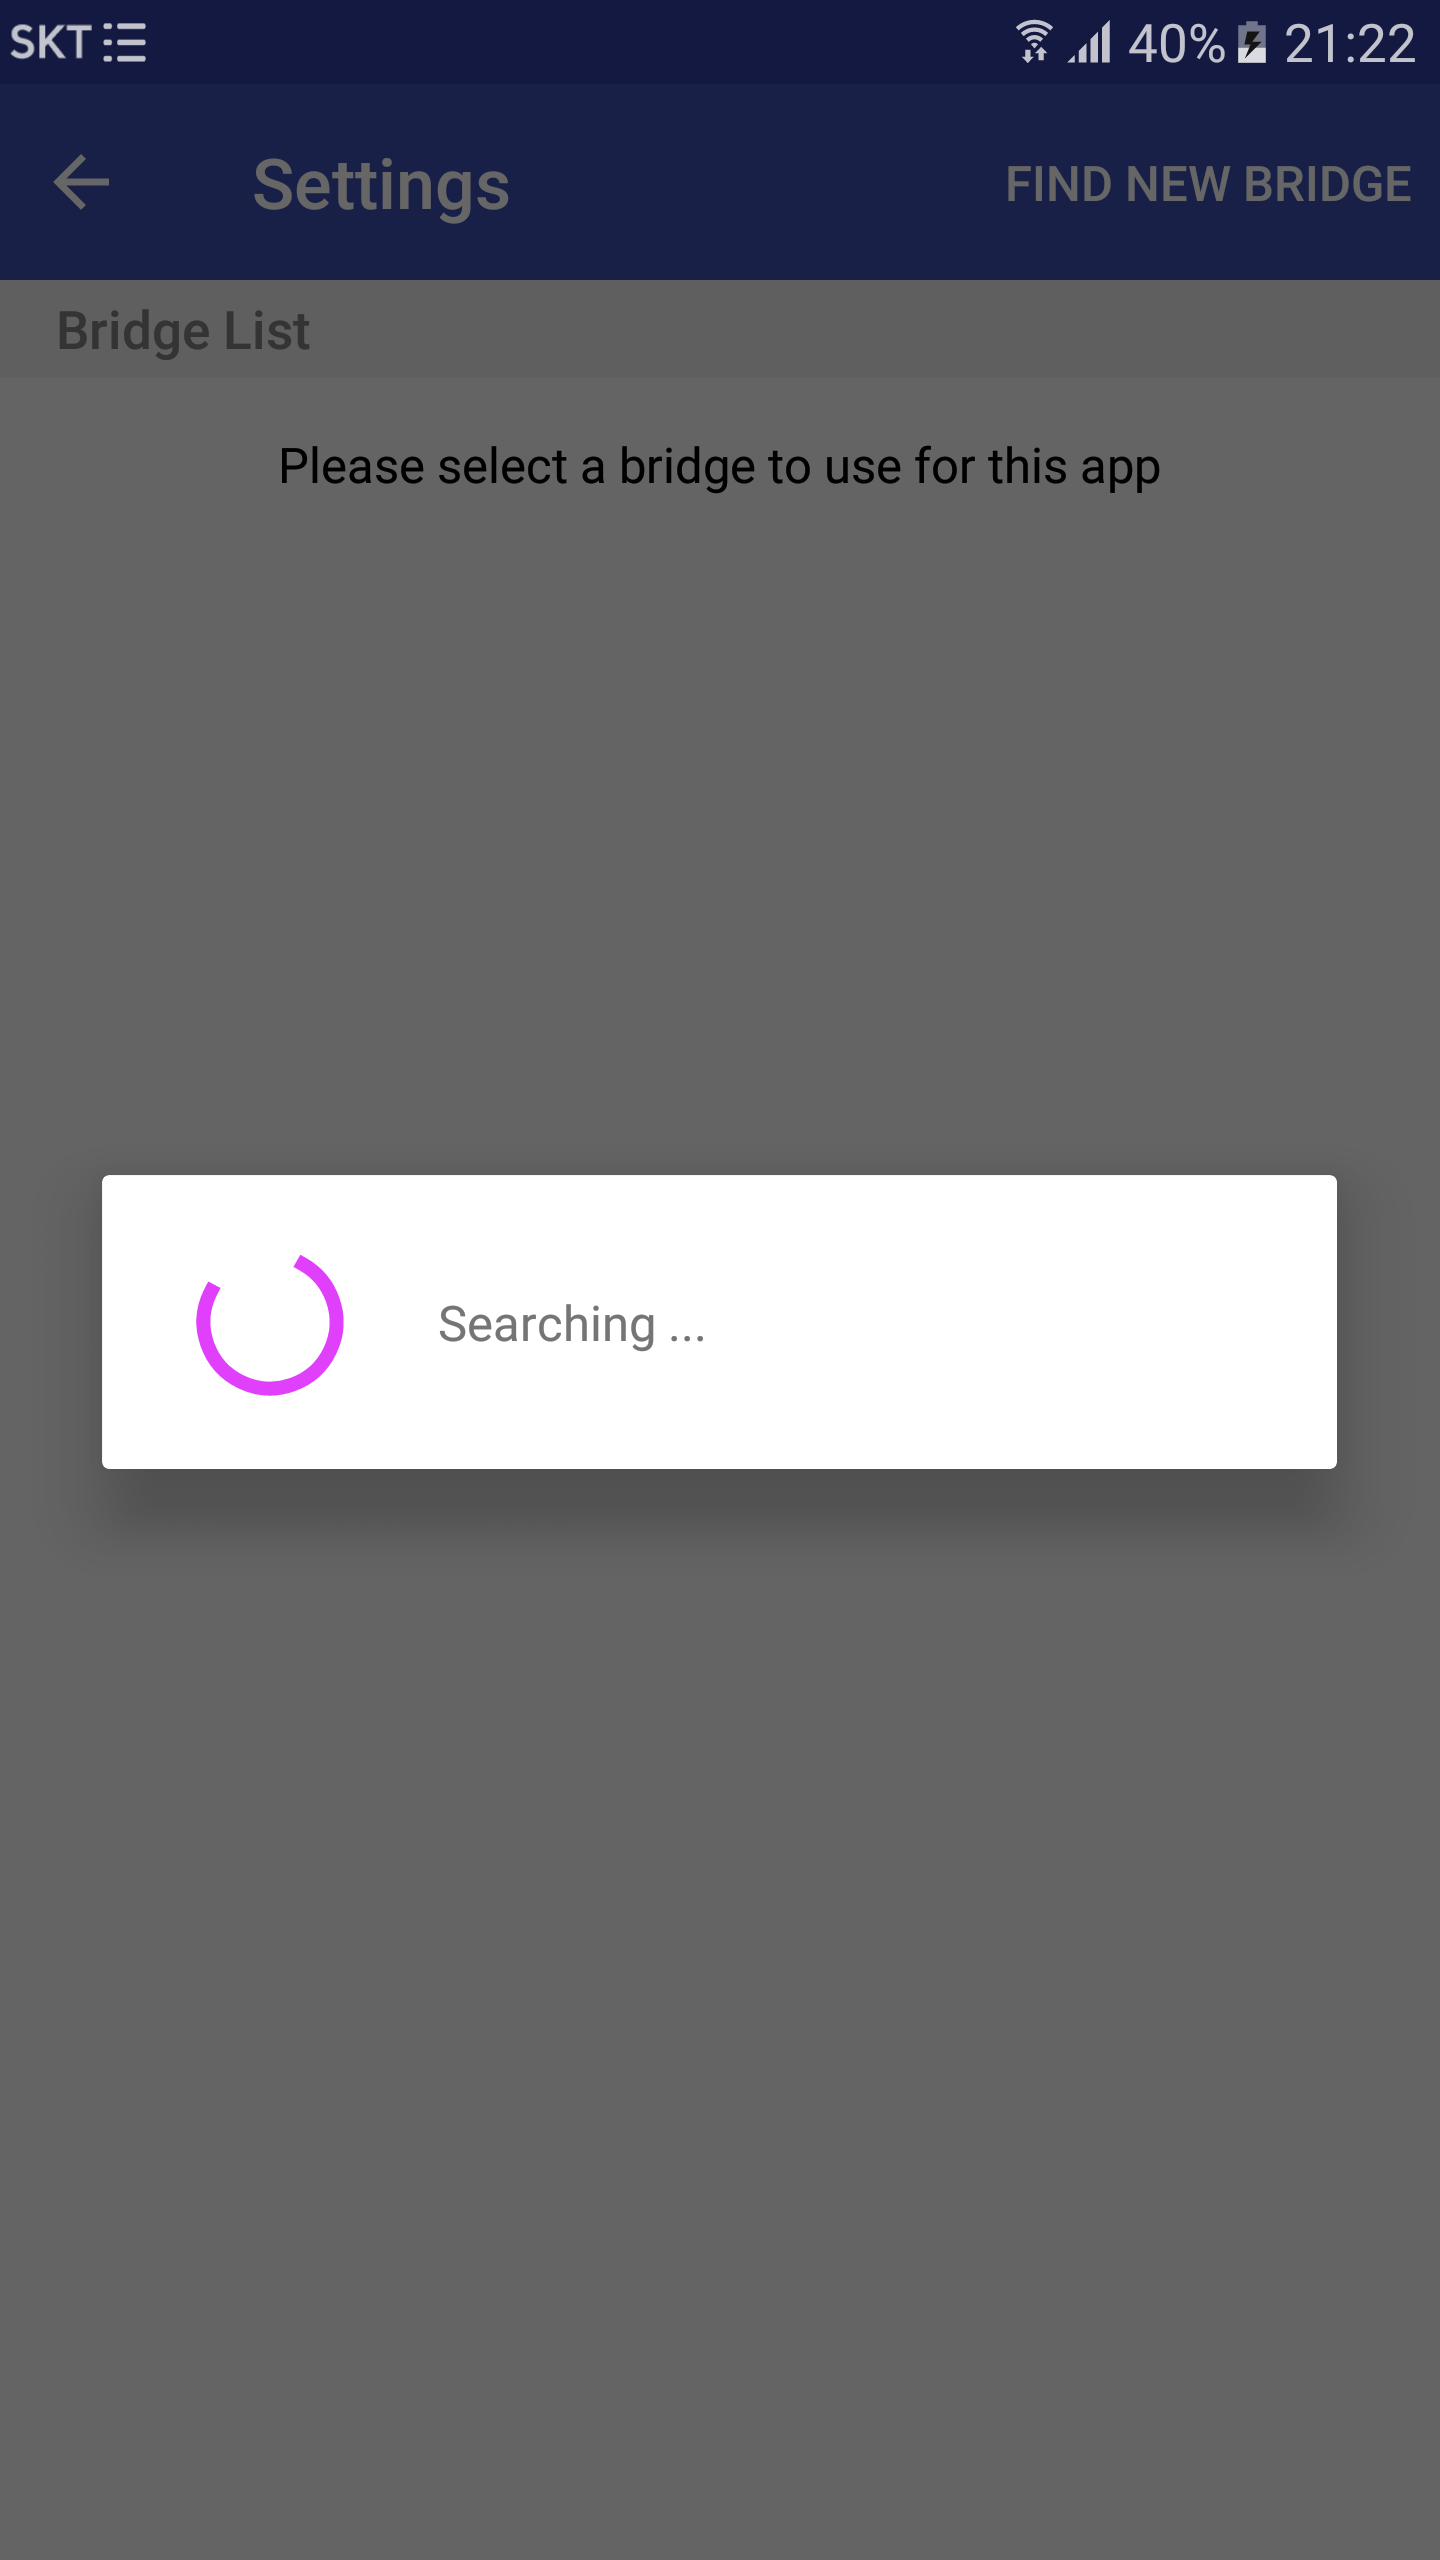 SKT 40% 21:22
Settings FIND NEW BRIDGE
Bridge List
Please select a bridge to use for this app
Searching ...